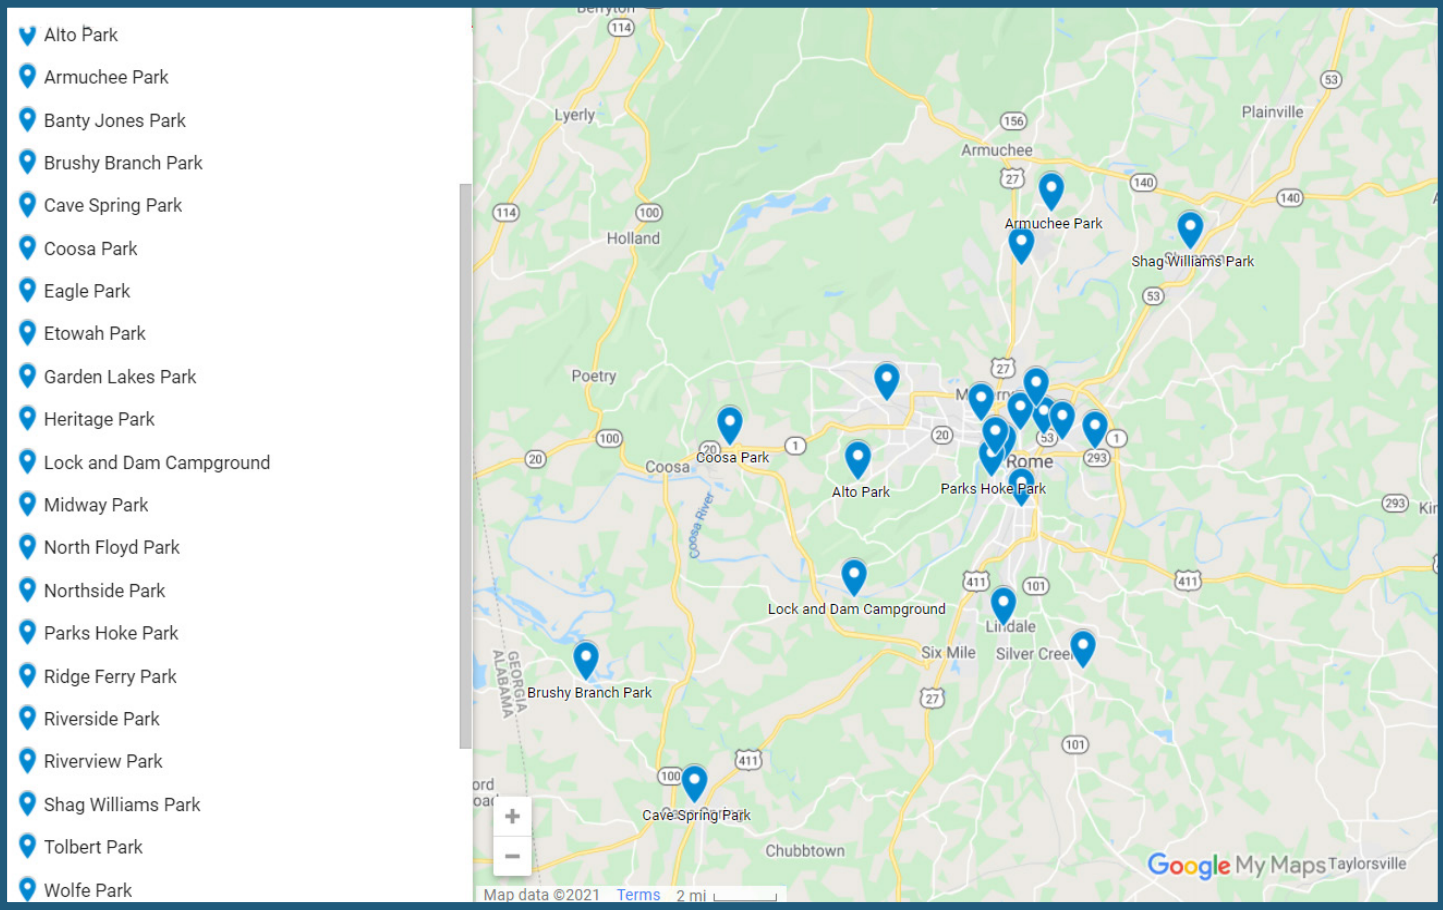 Alto Park
Armuchee Park
Banty Jones Park
Brushy Branch Park
Cave Spring Park
Coosa Park
Eagle Park
Etowah Park
Garden Lakes Park
Heritage Park
Lock and Dam Campground
Midway Park
North Floyd Park
Northside Park
Parks Hoke Park
Ridge Ferry Park
Riverside Park
Riverview Park
Shag Williams Park
Tolbert Park
Wolfe Park
Berryton
114
53
Lyerly
Plainville
156
Armuchee
27
140
140
114
100
Armuchee Park
Holland
Shag Williams Park
53
27
Poetry
20
53
1
100
1
20
20
Coosa Park
293
Coosa
Rome
Alto Park
Parks Hoke Park
293
Coosa River
411
101
411
Lock and Dam Campground
Lindale
Six Mile
Silver Creek
GEORGIA
ALABAMA
Brushy Branch Park
27
101
411
100
Cave Spring Park
+
−
Chubbtown
Google My Maps
Taylorsville
Map data ©2021 Terms 2 mi